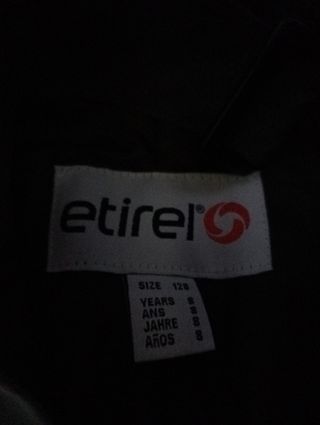 etirel®
SIZE 128
YEARS 8
ANS 8
JAHRE 8
AÑOS 8